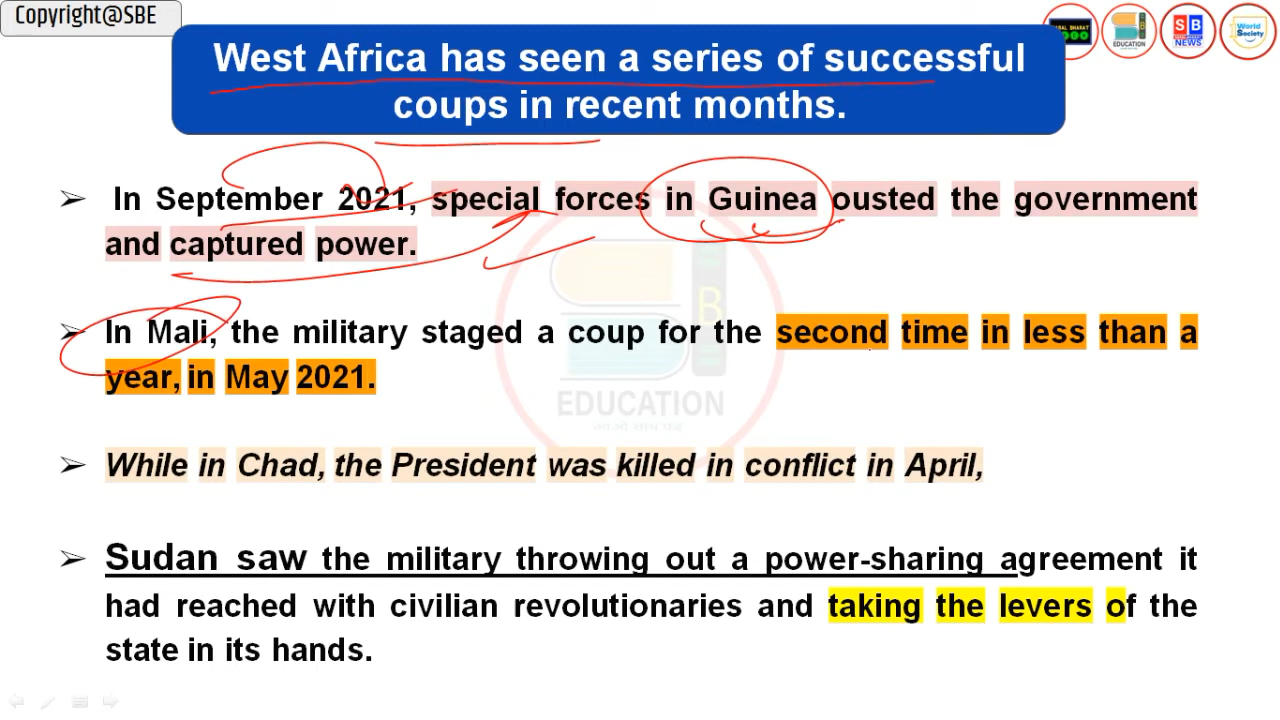 Copyright@SBE
West Africa has seen a series of successful
coups in recent months.
EDUCATION
SB
NEWS
World
Society
➢ In September 2021, special forces in Guinea ousted the government
and captured power.
➢ In Mali, the military staged a coup for the second time in less than a
year, in May 2021.
B
EDUCATION
➢ While in Chad, the President was killed in conflict in April,
➢ Sudan saw the military throwing out a power-sharing agreement it
had reached with civilian revolutionaries and taking the levers of the
state in its hands.